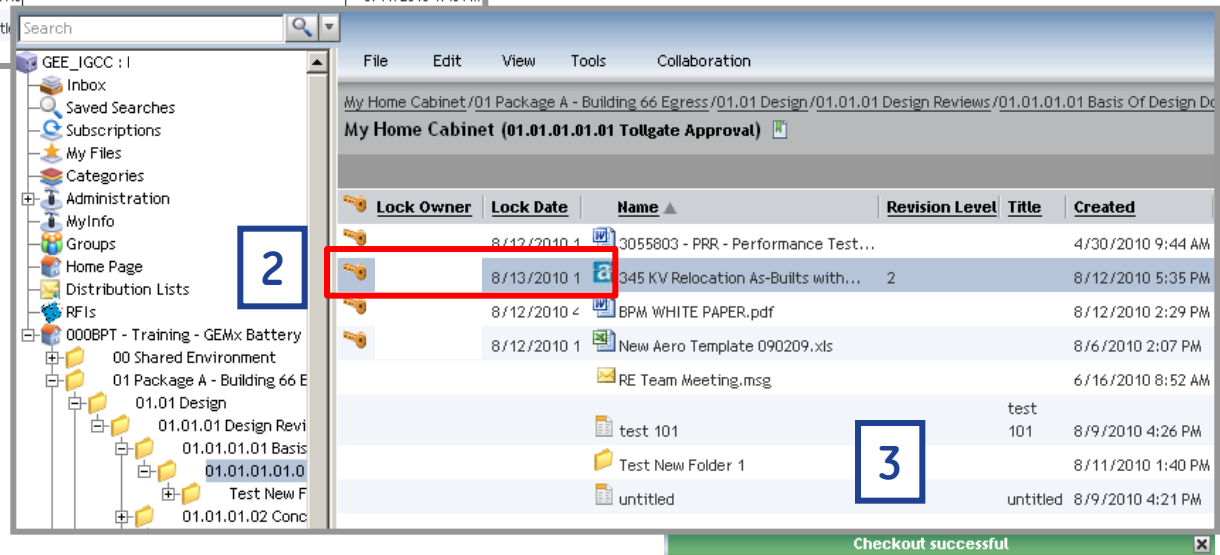 Search
GEE_IGCC : I
Inbox
Saved Searches
Subscriptions
My Files
Categories
Administration
MyInfo
Groups
Home Page
Distribution Lists
RFIs
000BPT - Training - GEMx Battery
00 Shared Environment
01 Package A - Building 66 E
01.01 Design
01.01.01 Design Revi
01.01.01.01 Basis
01.01.01.01.0
Test New F
01.01.01.02 Conc
2
File Edit View Tools Collaboration
My Home Cabinet/01 Package A - Building 66 Egress/01.01 Design/01.01.01 Design Reviews/01.01.01.01 Basis Of Design Do
My Home Cabinet (01.01.01.01.01 Tollgate Approval)
Lock Owner Lock Date Name Revision Level Title Created
8/12/2010 1 3055803 - PRR - Performance Test... 4/30/2010 9:44 AM
8/13/2010 1 345 KV Relocation As-Builts with... 2 8/12/2010 5:35 PM
8/12/2010 4 BPM WHITE PAPER.pdf 8/12/2010 2:29 PM
8/12/2010 1 New Aero Template 090209.xls 8/6/2010 2:07 PM
RE Team Meeting.msg 6/16/2010 8:52 AM
test
test 101 101 8/9/2010 4:26 PM
Test New Folder 1 8/11/2010 1:40 PM
untitled untitled 8/9/2010 4:21 PM
3
Checkout successful